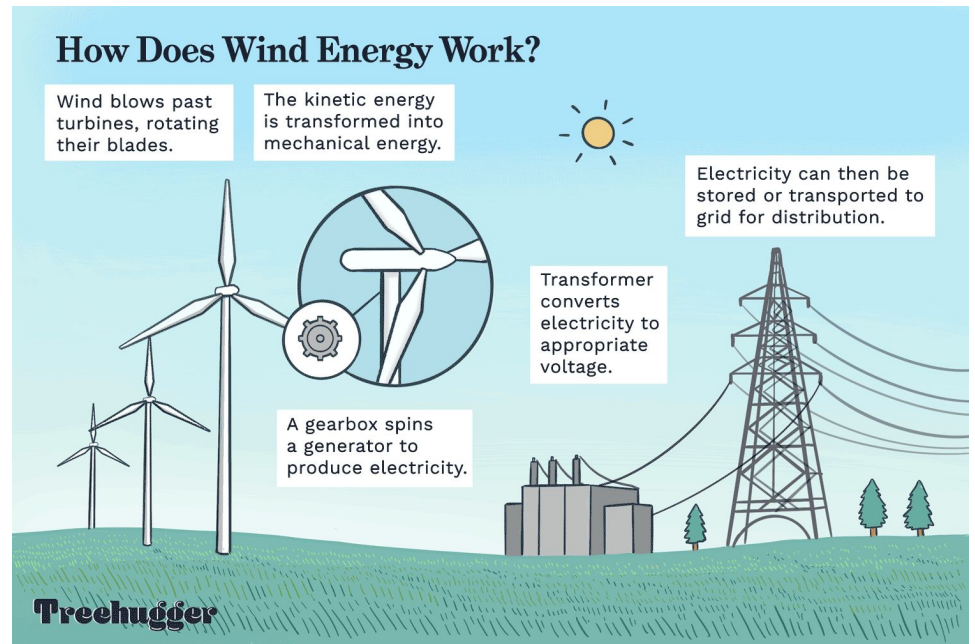 How Does Wind Energy Work?
Wind blows past
turbines, rotating
their blades.
The kinetic energy
is transformed into
mechanical energy.
Electricity can then be
stored or transported to
grid for distribution.
Transformer
converts
electricity to
appropriate
voltage.
A gearbox spins
a generator to
produce electricity.
Treehugger